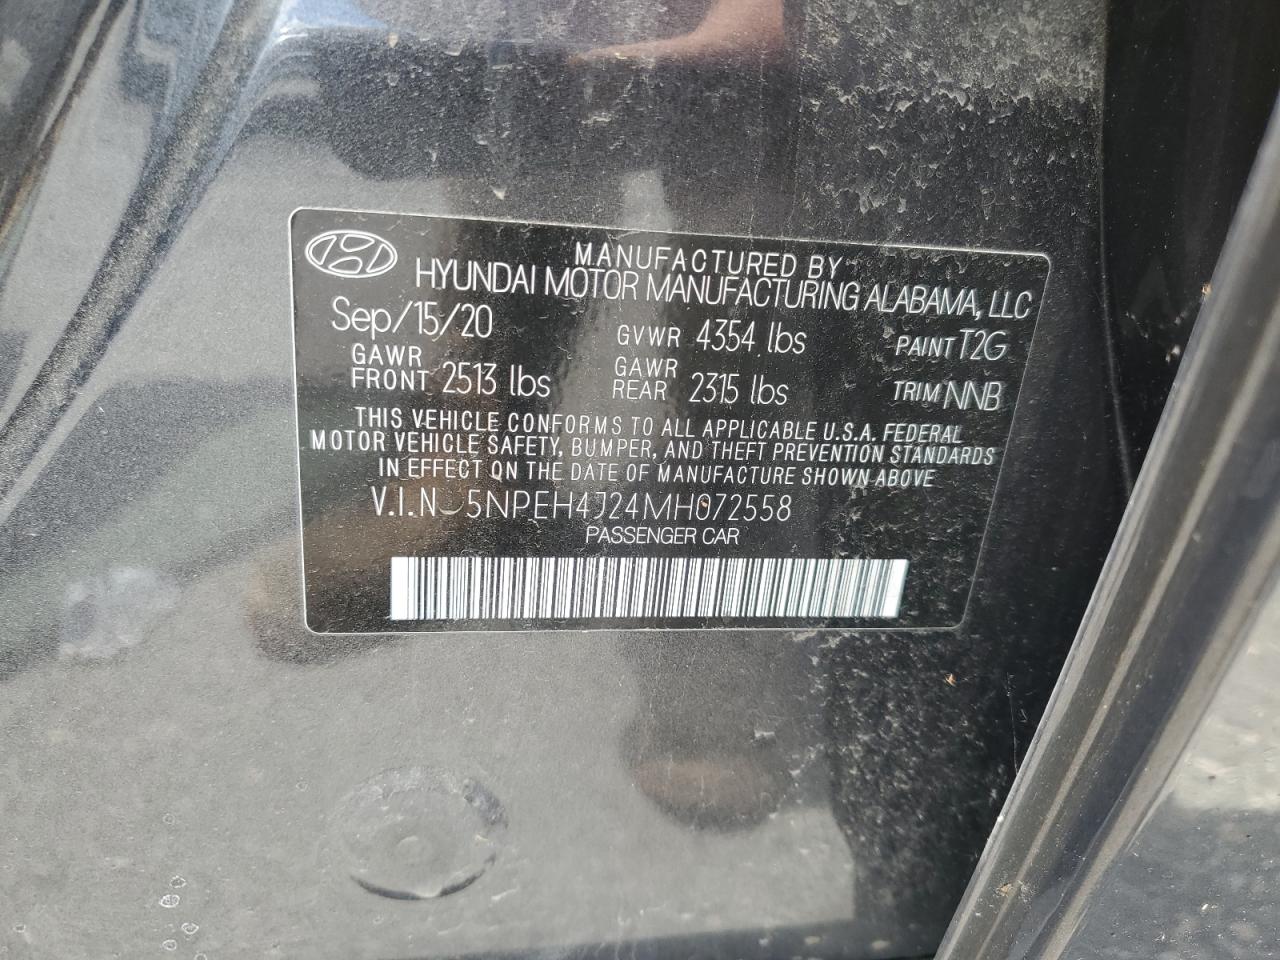 MANUFACTURED BY
HYUNDAI MOTOR MANUFACTURING ALABAMA, LLC
Sep/15/20 GVWR 4354 lbs PAINT T2G
GAWR FRONT 2513 lbs GAWR REAR 2315 lbs TRIM NNB
THIS VEHICLE CONFORMS TO ALL APPLICABLE U.S.A. FEDERAL
MOTOR VEHICLE SAFETY, BUMPER, AND THEFT PREVENTION STANDARDS
IN EFFECT ON THE DATE OF MANUFACTURE SHOWN ABOVE
V.I.N : 5NPEH4J24MH072558
PASSENGER CAR